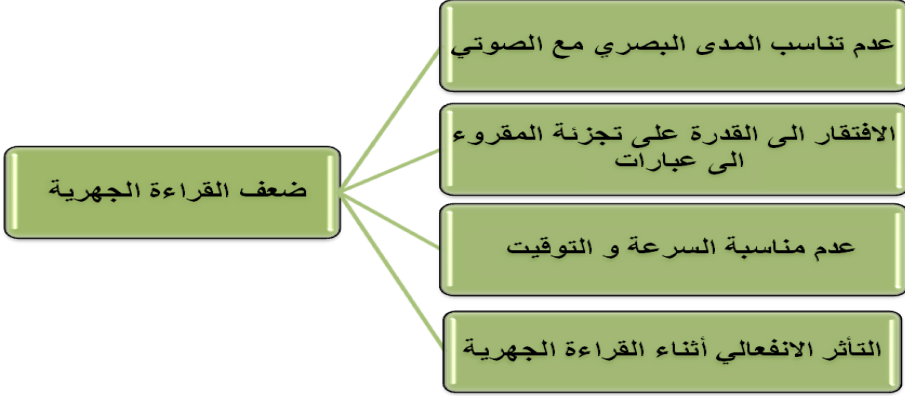 ضعف القراءة الجهرية
عدم تناسب المدى البصري مع الصوتي
الافتقار الى القدرة على تجزئة المقروء
الى عبارات
عدم مناسبة السرعة و التوقيت
التأثر الانفعالي أثناء القراءة الجهرية